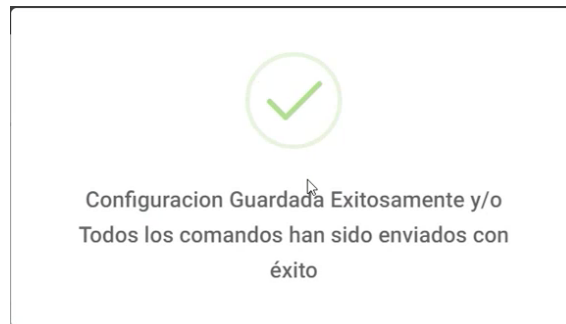 Configuracion Guardada Exitosamente y/o
Todos los comandos han sido enviados con
éxito